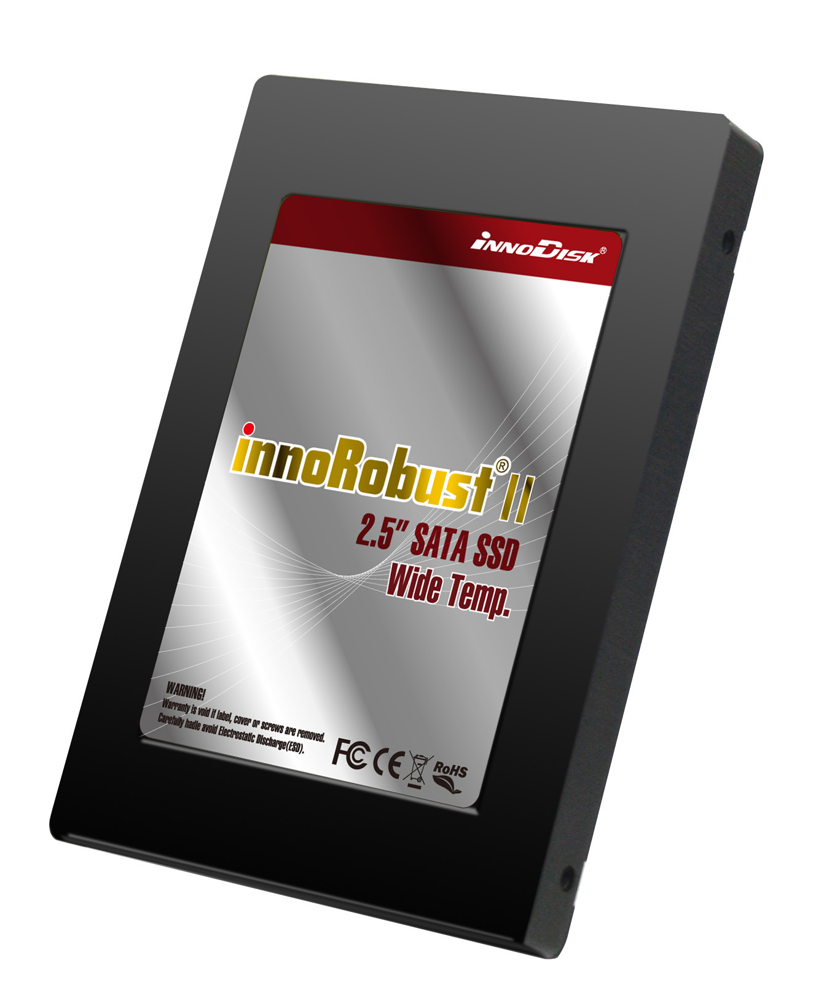 innoDisk®
innoRobust® II
2.5" SATA SSD
Wide Temp.
WARNING!
Warranty is void if label, cover or screws are removed.
Carefully hadle avoid Electrostatic Discharge(ESD).
FC CE RoHS